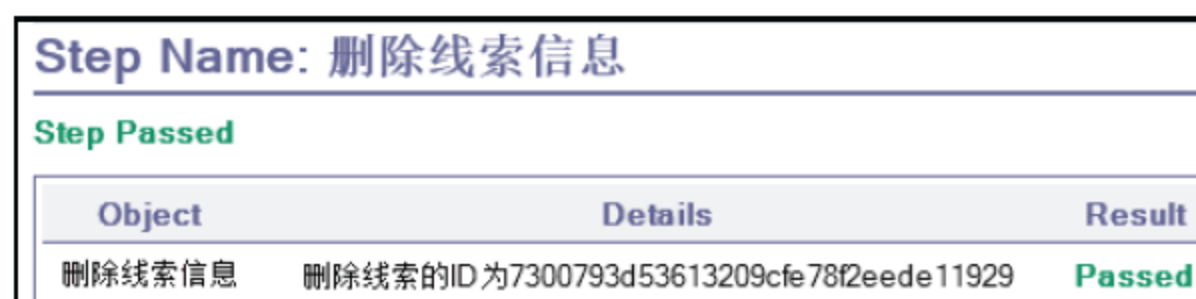 Step Name: 删除线索信息
Step Passed
Object Details Result
删除线索信息 删除线索的ID为7300793d53613209cfe78f2eede11929 Passed